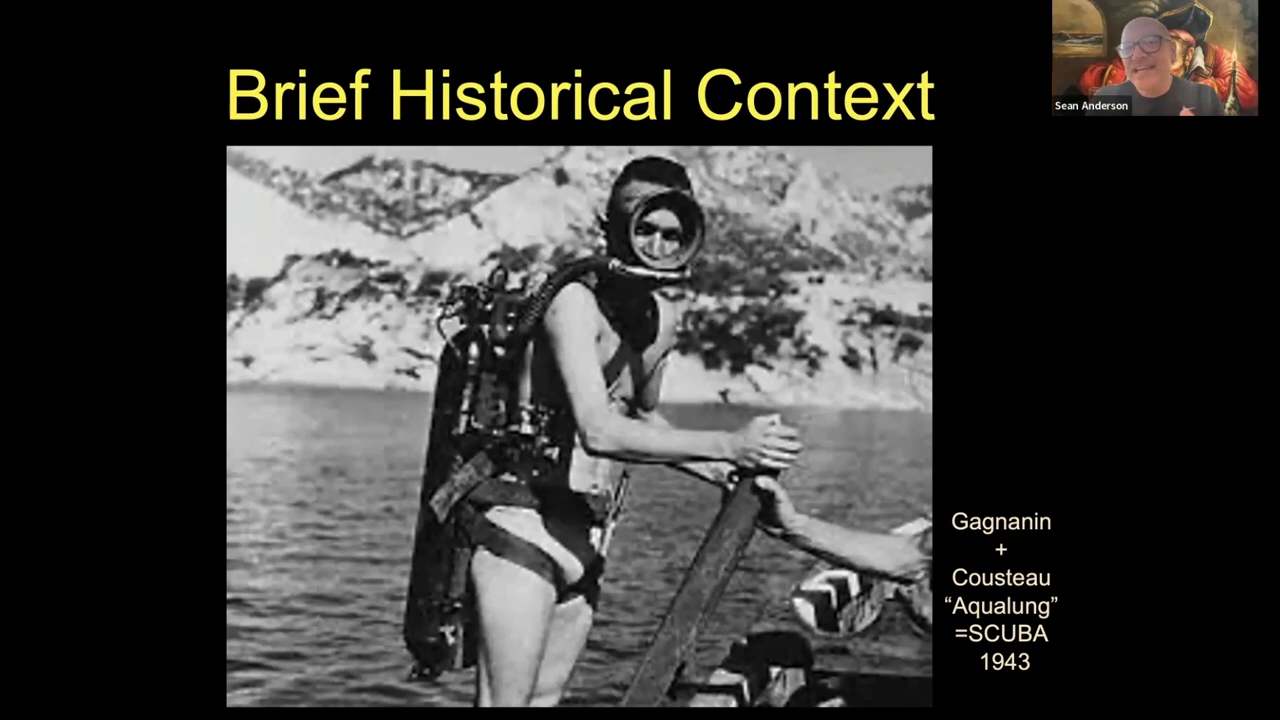 Brief Historical Context
Sean Anderson
Gagnanin
+
Cousteau
“Aqualung”
=SCUBA
1943